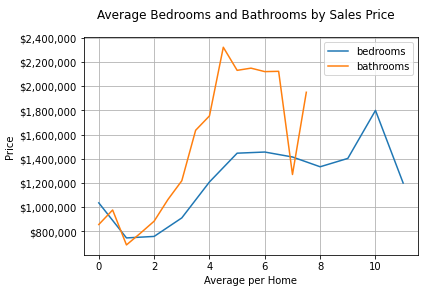 Average Bedrooms and Bathrooms by Sales Price
$2,400,000
$2,200,000
$2,000,000
$1,800,000
$1,600,000
$1,400,000
$1,200,000
$1,000,000
$800,000
Price
bedrooms
bathrooms
0 2 4 6 8 10
Average per Home